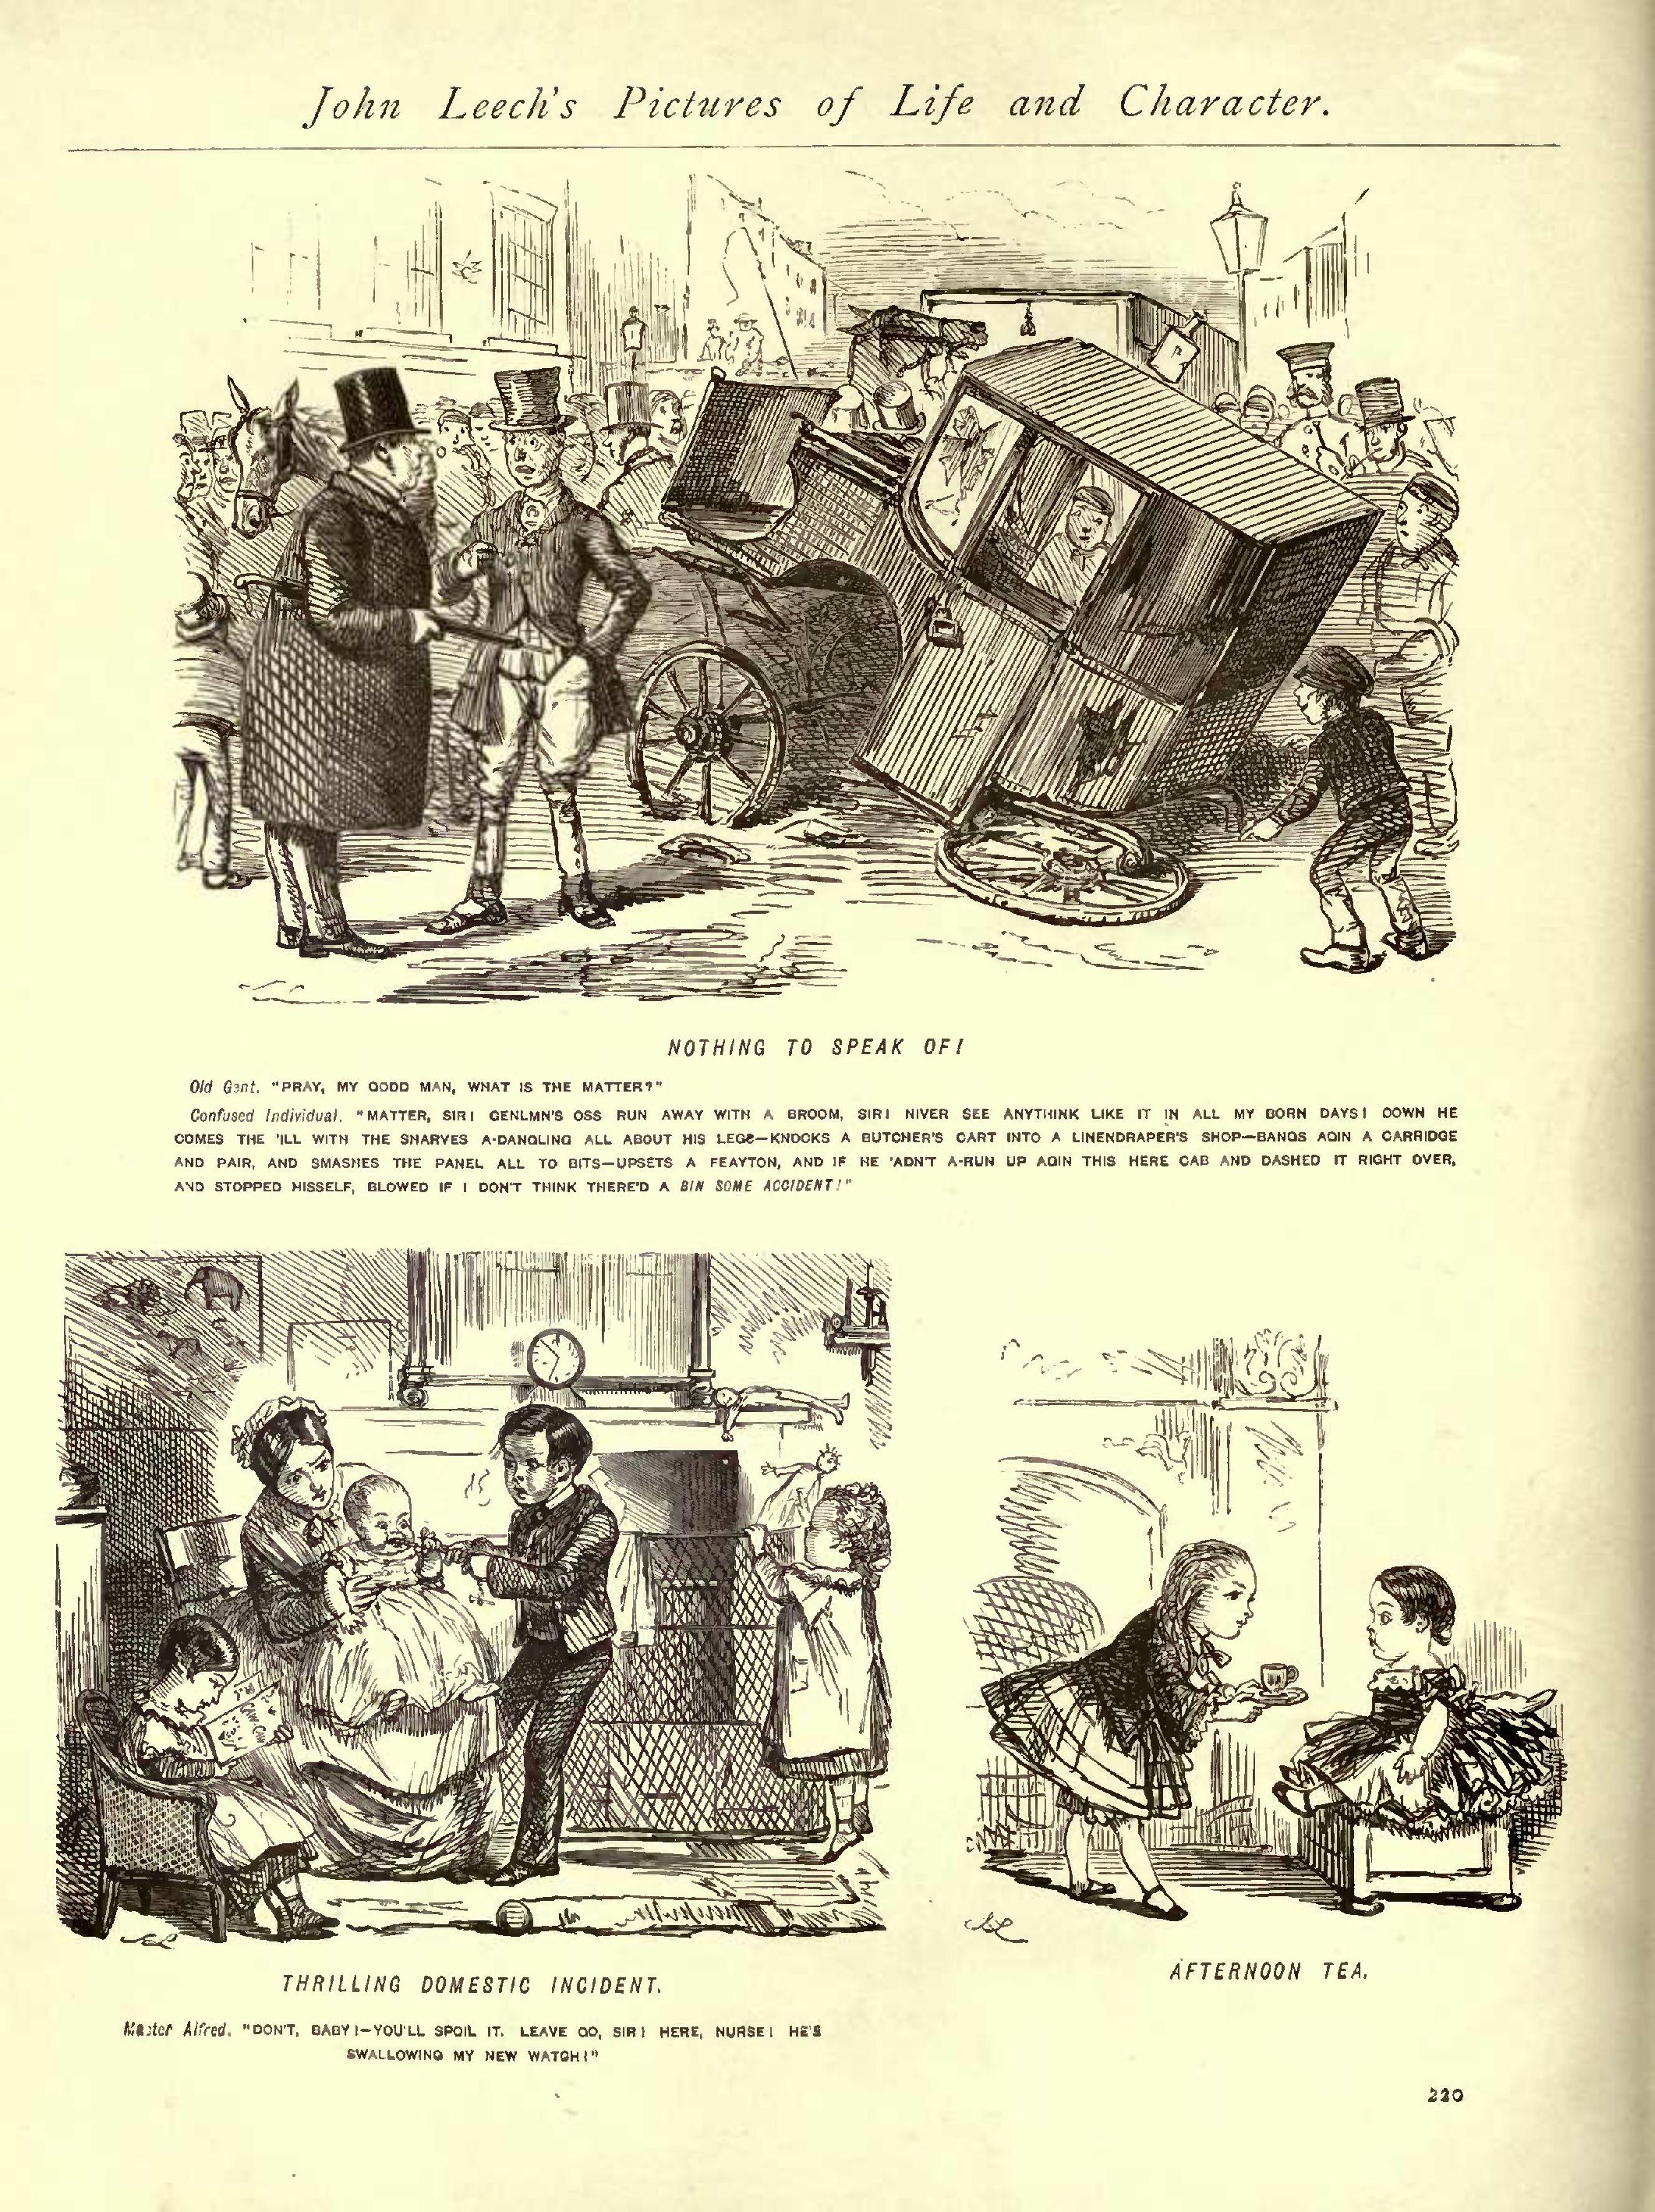 John Leech's Pictures of Life and Character.
NOTHING TO SPEAK OF!
Old Gent. "PRAY, MY GOOD MAN, WHAT IS THE MATTER?"
Confused Individual. "MATTER, SIR! GENLMN'S OSS RUN AWAY WITH A BROOM, SIR! NIVER SEE ANYTHINK LIKE IT IN ALL MY BORN DAYS! DOWN HE
COMES THE 'ILL WITH THE SHARVES A-DANGLING ALL ABOUT HIS LEGS—KNOCKS A BUTCHER'S CART INTO A LINENDRAPER'S SHOP—BANGS AGIN A CARRIDGE
AND PAIR, AND SMASHES THE PANEL ALL TO BITS—UPSETS A FEAYTON, AND IF HE 'ADN'T A-RUN UP AGIN THIS HERE CAB AND DASHED IT RIGHT OVER,
AND STOPPED HISSELF, BLOWED IF I DON'T THINK THERE'D A BIN SOME ACCIDENT!"
THRILLING DOMESTIC INCIDENT.
Master Alfred. "DON'T, BABY!—YOU'LL SPOIL IT. LEAVE GO, SIR! HERE, NURSE! HE'S
SWALLOWING MY NEW WATCH!"
AFTERNOON TEA.
220